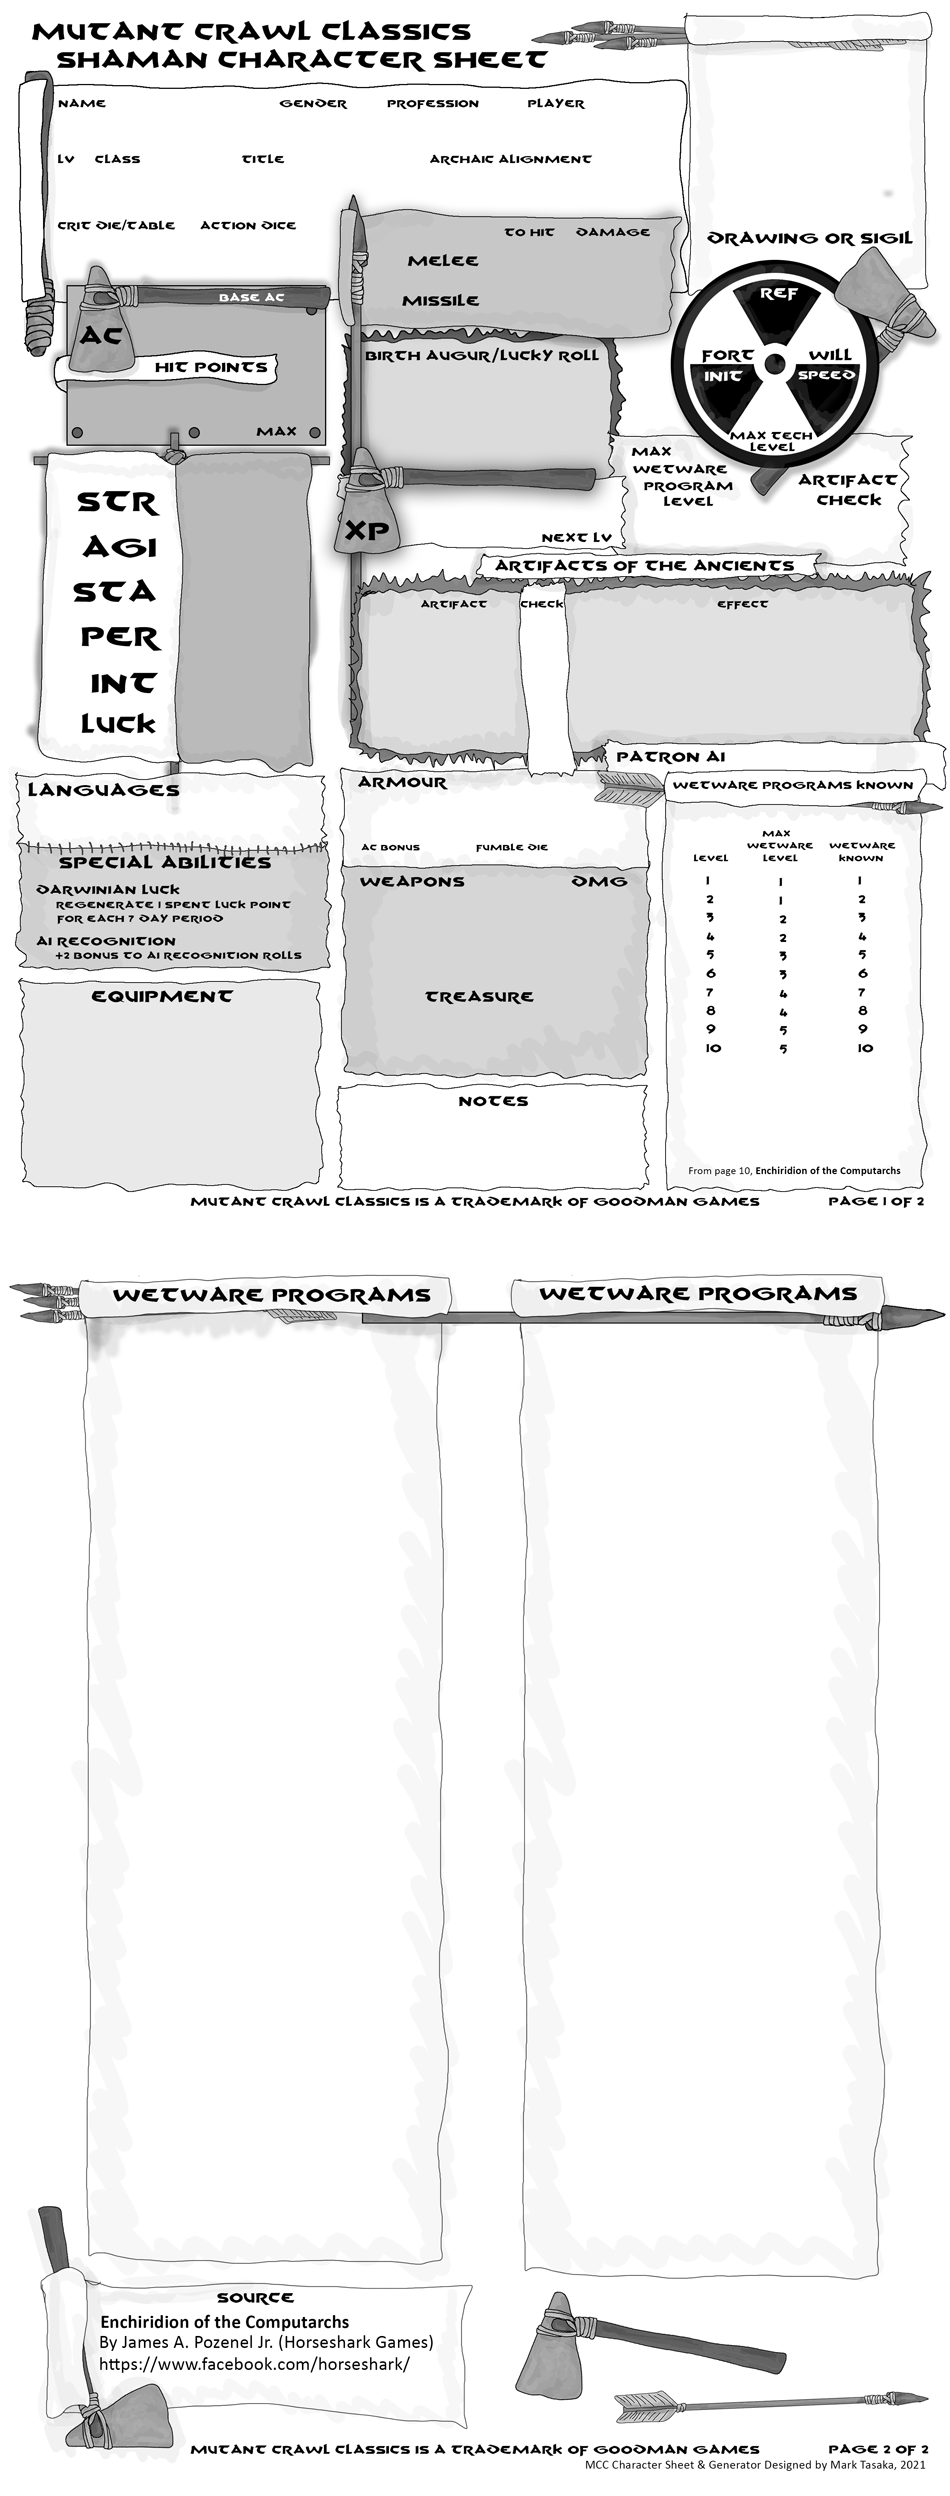 MUTANT CRAWL CLASSICS
SHAMAN CHARACTER SHEET
NAME GENDER PROFESSION PLAYER
LV CLASS TITLE ARCHAIC ALIGNMENT
CRIT DIE/TABLE ACTION DICE
DRAWING OR SIGIL
TO HIT DAMAGE
MELEE
MISSILE
BASE AC
AC
HIT POINTS
MAX
BIRTH AUGUR/LUCKY ROLL
REF
FORT WILL
INIT SPEED
MAX TECH
LEVEL
MAX
WETWARE
PROGRAM
LEVEL
ARTIFACT
CHECK
XP
NEXT LV
STR
AGI
STA
PER
INT
LUCK
ARTIFACTS OF THE ANCIENTS
ARTIFACT CHECK EFFECT
PATRON AI
LANGUAGES
SPECIAL ABILITIES
DARWINIAN LUCK
REGENERATE 1 SPENT LUCK POINT
FOR EACH 7 DAY PERIOD
AI RECOGNITION
+2 BONUS TO AI RECOGNITION ROLLS
EQUIPMENT
ARMOUR
AC BONUS FUMBLE DIE
WEAPONS DMG
TREASURE
NOTES
WETWARE PROGRAMS KNOWN
MAX
WETWARE WETWARE
LEVEL LEVEL KNOWN
1 1 1
2 1 2
3 2 3
4 2 4
5 3 5
6 3 6
7 4 7
8 4 8
9 5 9
10 5 10
From page 10, Enchiridion of the Computarchs
MUTANT CRAWL CLASSICS IS A TRADEMARK OF GOODMAN GAMES PAGE 1 OF 2
WETWARE PROGRAMS WETWARE PROGRAMS
SOURCE
Enchiridion of the Computarchs
By James A. Pozenel Jr. (Horseshark Games)
https://www.facebook.com/horseshark/
MUTANT CRAWL CLASSICS IS A TRADEMARK OF GOODMAN GAMES PAGE 2 OF 2
MCC Character Sheet & Generator Designed by Mark Tasaka, 2021